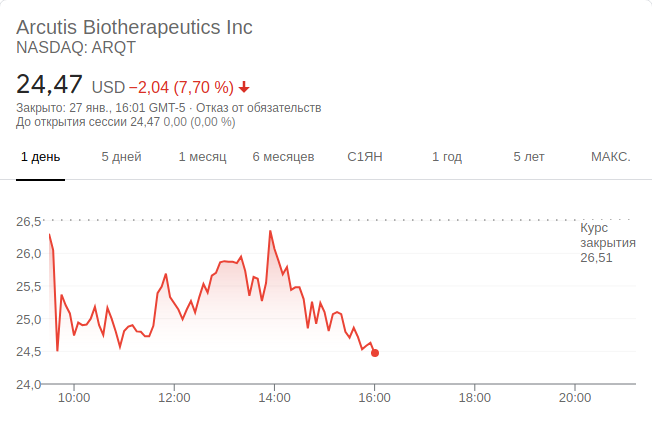 Arcutis Biotherapeutics Inc
NASDAQ: ARQT
24,47 USD −2,04 (7,70 %)
Закрыто: 27 янв., 16:01 GMT-5 · Отказ от обязательств
До открытия сессии 24,47 0,00 (0,00 %)
1 день 5 дней 1 месяц 6 месяцев С1ЯН 1 год 5 лет МАКС.
26,5
Курс
закрытия
26,51
26,0
25,5
25,0
24,5
24,0
10:00 12:00 14:00 16:00 18:00 20:00